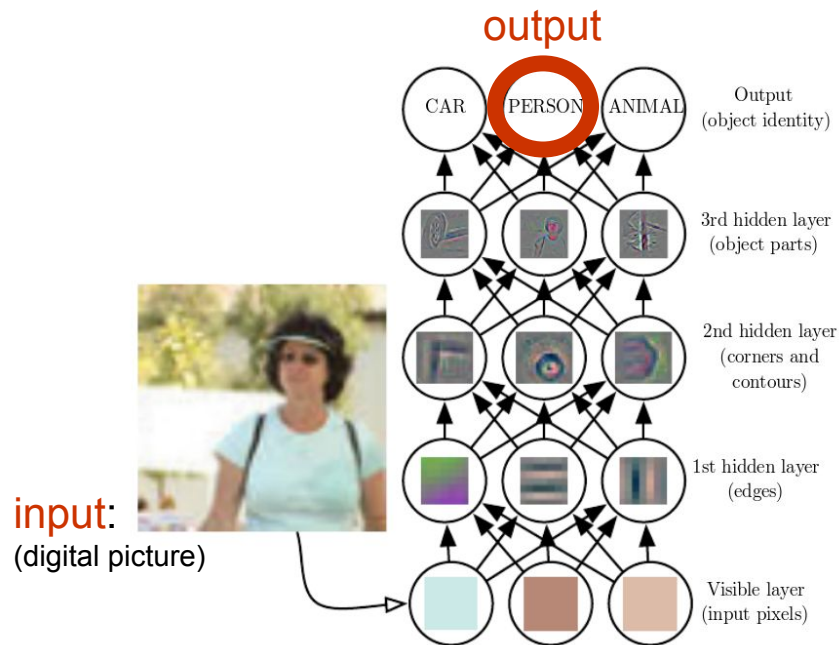 output
CAR
PERSON
ANIMAL
Output
(object identity)
3rd hidden layer
(object parts)
2nd hidden layer
(corners and
contours)
1st hidden layer
(edges)
input:
(digital picture)
Visible layer
(input pixels)